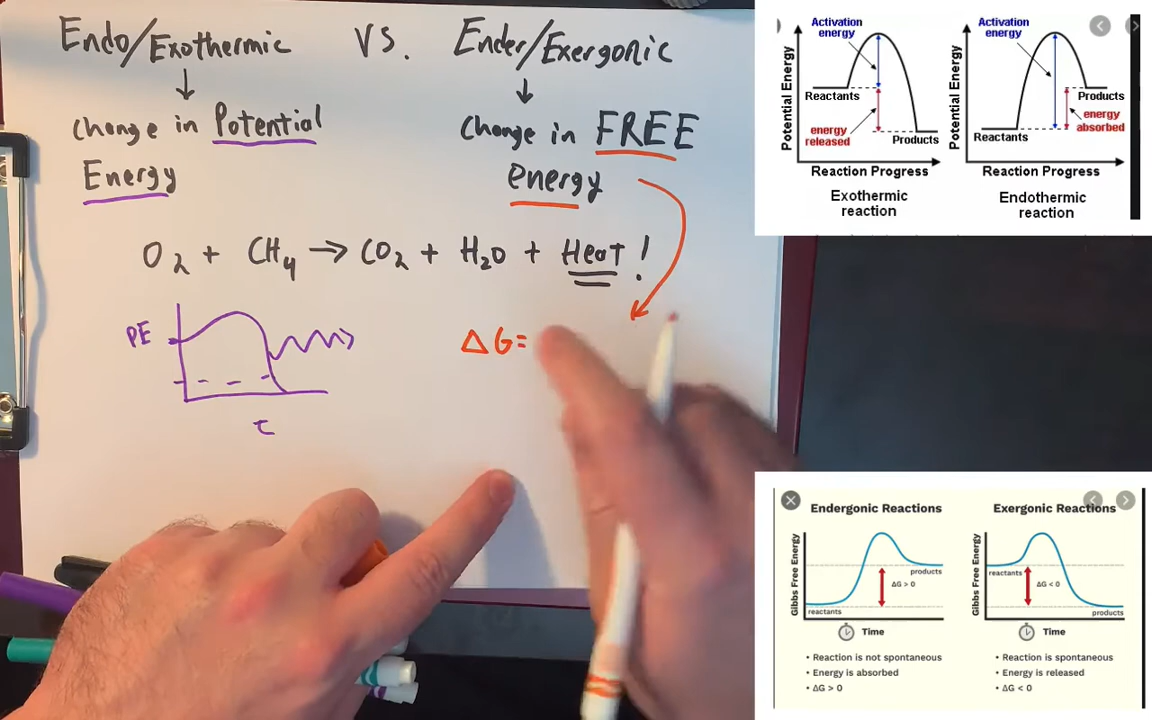 Endo/Exothermic VS. Ender/Exergonic
Change in Potential
Energy
Change in FREE
energy
O2 + CH4 → CO2 + H2O + Heat!
PE
τ
ΔG=
Activation
energy
Potential Energy
Reactants
energy
released
Products
Reaction Progress
Exothermic
reaction
Activation
energy
Potential Energy
Products
energy
absorbed
Reactants
Reaction Progress
Endothermic
reaction
Endergonic Reactions
Gibbs Free Energy
products
ΔG > 0
reactants
Time
• Reaction is not spontaneous
• Energy is absorbed
• ΔG > 0
Exergonic Reactions
Gibbs Free Energy
reactants
ΔG < 0
products
Time
• Reaction is spontaneous
• Energy is released
• ΔG < 0